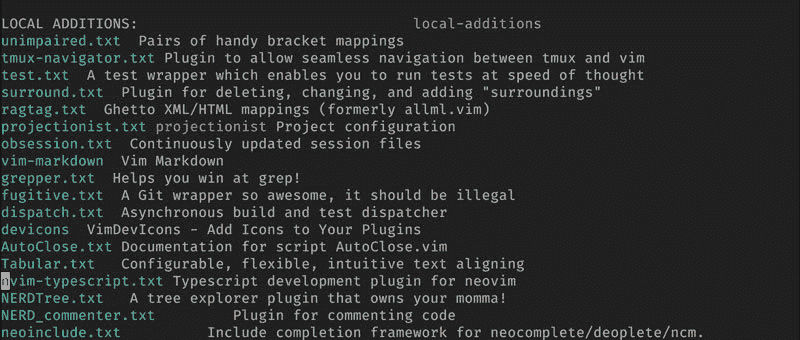 LOCAL ADDITIONS: local-additions
unimpaired.txt Pairs of handy bracket mappings
tmux-navigator.txt Plugin to allow seamless navigation between tmux and vim
test.txt A test wrapper which enables you to run tests at speed of thought
surround.txt Plugin for deleting, changing, and adding "surroundings"
ragtag.txt Ghetto XML/HTML mappings (formerly allml.vim)
projectionist.txt projectionist Project configuration
obsession.txt Continuously updated session files
vim-markdown Vim Markdown
grepper.txt Helps you win at grep!
fugitive.txt A Git wrapper so awesome, it should be illegal
dispatch.txt Asynchronous build and test dispatcher
devicons VimDevIcons - Add Icons to Your Plugins
AutoClose.txt Documentation for script AutoClose.vim
Tabular.txt Configurable, flexible, intuitive text aligning
nvim-typescript.txt Typescript development plugin for neovim
NERDTree.txt A tree explorer plugin that owns your momma!
NERD_commenter.txt Plugin for commenting code
neoinclude.txt Include completion framework for neocomplete/deoplete/ncm.